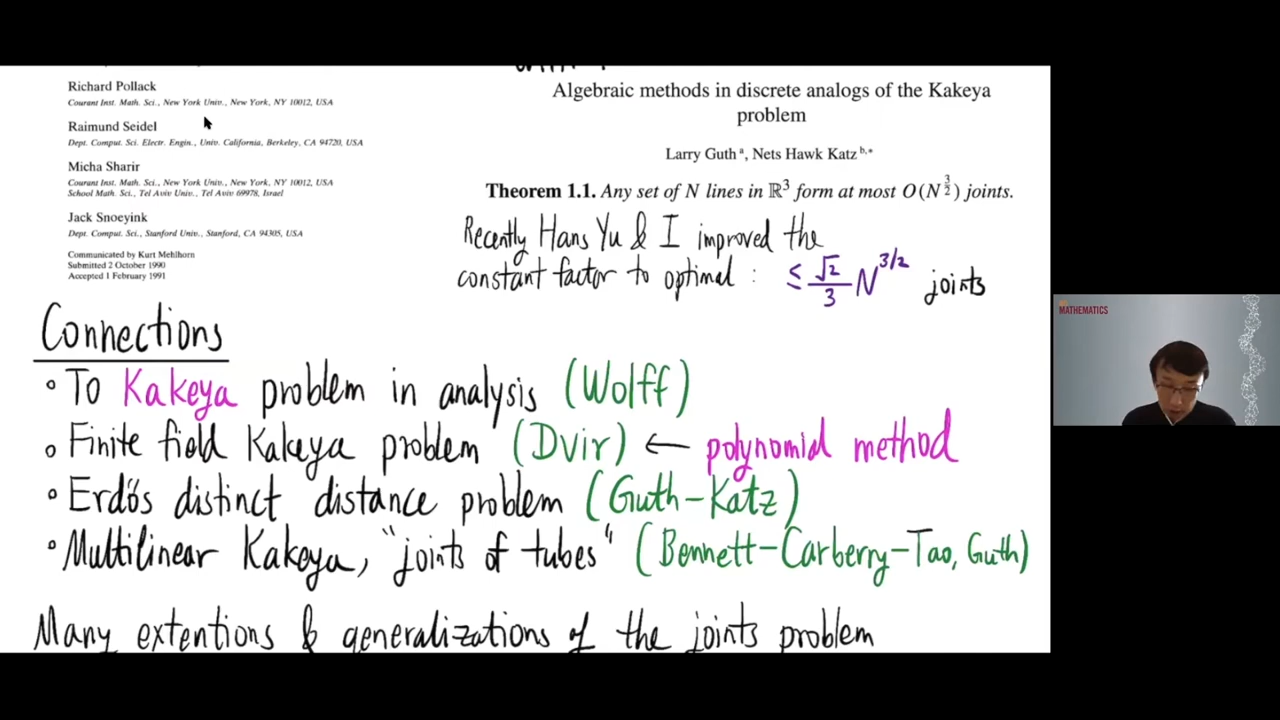 Richard Pollack
Courant Inst. Math. Sci., New York Univ., New York, NY 10012, USA
Raimund Seidel
Dept. Comput. Sci. Electr. Engin., Univ. California, Berkeley, CA 94720, USA
Micha Sharir
Courant Inst. Math. Sci., New York Univ., New York, NY 10012, USA
School Math. Sci., Tel Aviv Univ., Tel Aviv 69978, Israel
Jack Snoeyink
Dept. Comput. Sci., Stanford Univ., Stanford, CA 94305, USA
Communicated by Kurt Mehlhorn
Submitted 2 October 1990
Accepted 1 February 1991
Algebraic methods in discrete analogs of the Kakeya
problem
Larry Guth ᵃ, Nets Hawk Katz ᵇ,*
Theorem 1.1. Any set of N lines in ℝ³ form at most O(N^{3/2}) joints.
Recently Hans Yu & I improved the
constant factor to optimal : ≤ √2/3 N^{3/2} joints
Connections
∘ To Kakeya problem in analysis (Wolff)
∘ Finite field Kakeya problem (Dvir) ← polynomial method
∘ Erdős distinct distance problem (Guth-Katz)
∘ Multilinear Kakeya, "joints of tubes" (Bennett-Carberry-Tao, Guth)
Many extentions & generalizations of the joints problem
MATHEMATICS